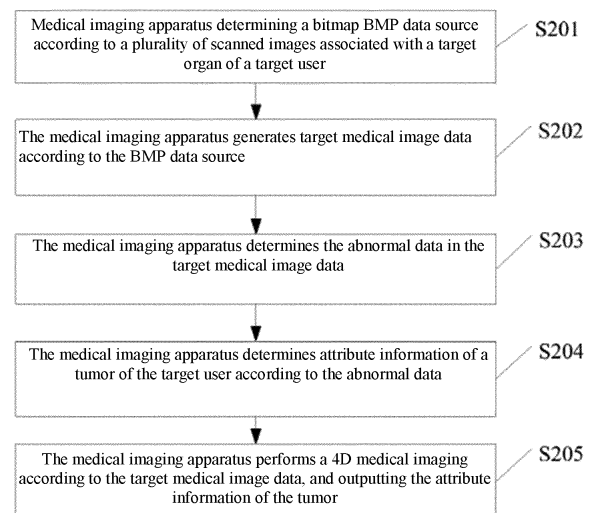 Medical imaging apparatus determining a bitmap BMP data source
according to a plurality of scanned images associated with a target
organ of a target user
S201
The medical imaging apparatus generates target medical image data
according to the BMP data source
S202
The medical imaging apparatus determines the abnormal data in the
target medical image data
S203
The medical imaging apparatus determines attribute information of a
tumor of the target user according to the abnormal data
S204
The medical imaging apparatus performs a 4D medical imaging
according to the target medical image data, and outputting the attribute
information of the tumor
S205